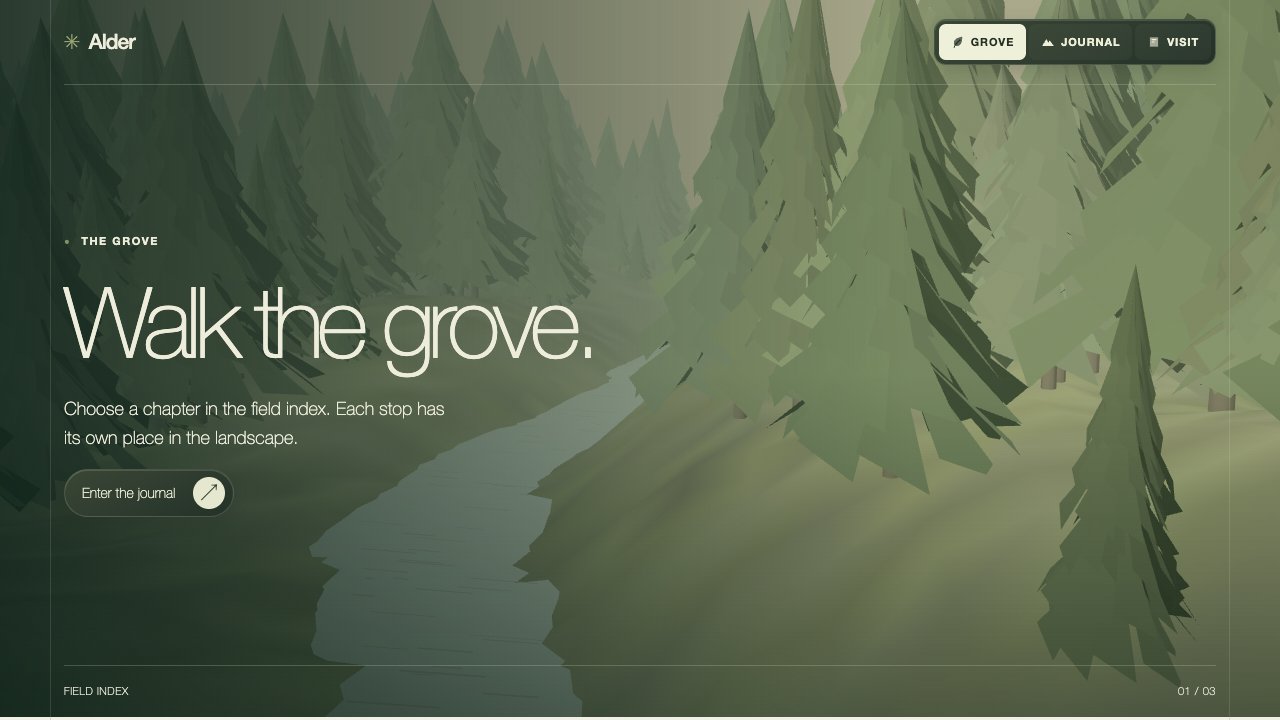 Alder
GROVE
JOURNAL
VISIT
THE GROVE
Walk the grove.
Choose a chapter in the field index. Each stop has
its own place in the landscape.
Enter the journal
FIELD INDEX
01 / 03